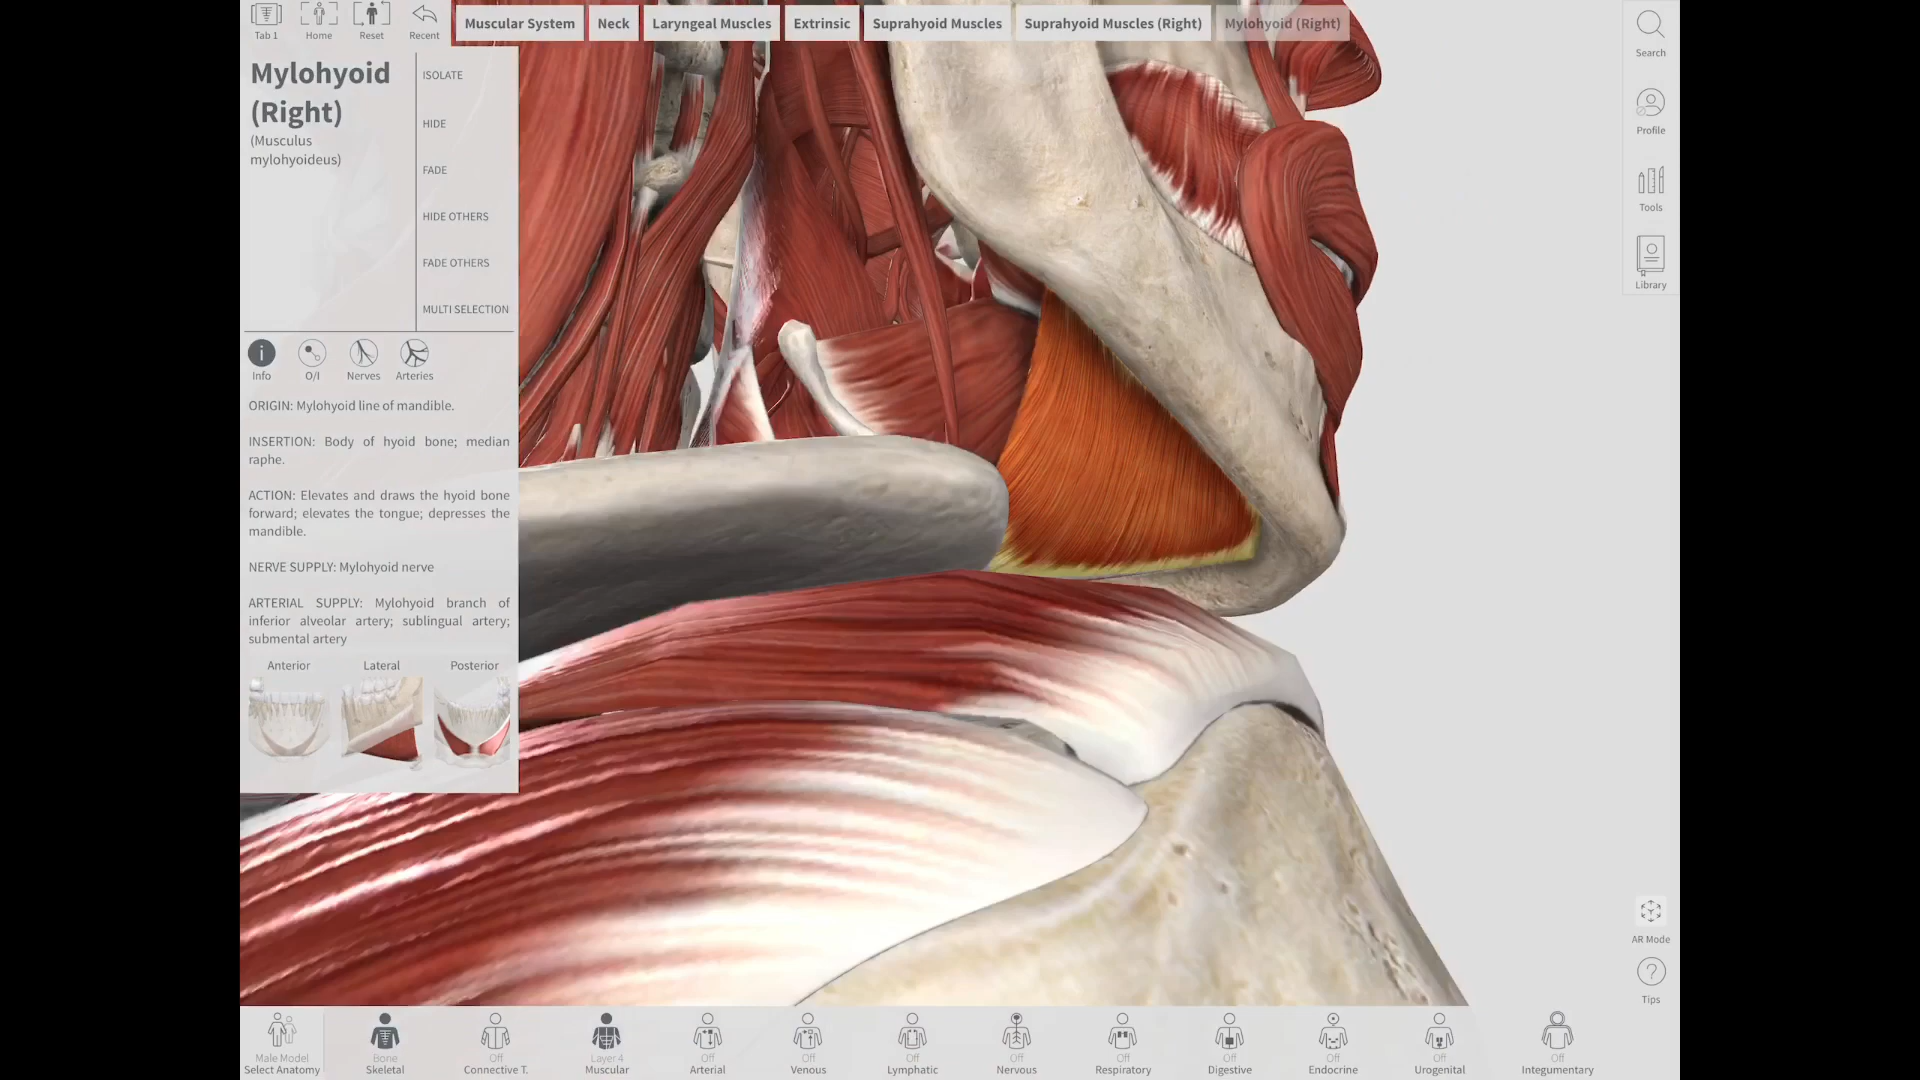 Tab 1
Home
Reset
Recent
Muscular System
Neck
Laryngeal Muscles
Extrinsic
Suprahyoid Muscles
Suprahyoid Muscles (Right)
Mylohyoid (Right)
Mylohyoid
(Right)
(Musculus
mylohyoideus)
ISOLATE
HIDE
FADE
HIDE OTHERS
FADE OTHERS
MULTI SELECTION
Info
O/I
Nerves
Arteries
ORIGIN: Mylohyoid line of mandible.
INSERTION: Body of hyoid bone; median
raphe.
ACTION: Elevates and draws the hyoid bone
forward; elevates the tongue; depresses the
mandible.
NERVE SUPPLY: Mylohyoid nerve
ARTERIAL SUPPLY: Mylohyoid branch of
inferior alveolar artery; sublingual artery;
submental artery
Anterior
Lateral
Posterior
Search
Profile
Tools
Library
AR Mode
Tips
Male Model
Select Anatomy
Bone
Skeletal
Off
Connective T.
Layer 4
Muscular
Off
Arterial
Off
Venous
Off
Lymphatic
Off
Nervous
Off
Respiratory
Off
Digestive
Off
Endocrine
Off
Urogenital
Off
Integumentary